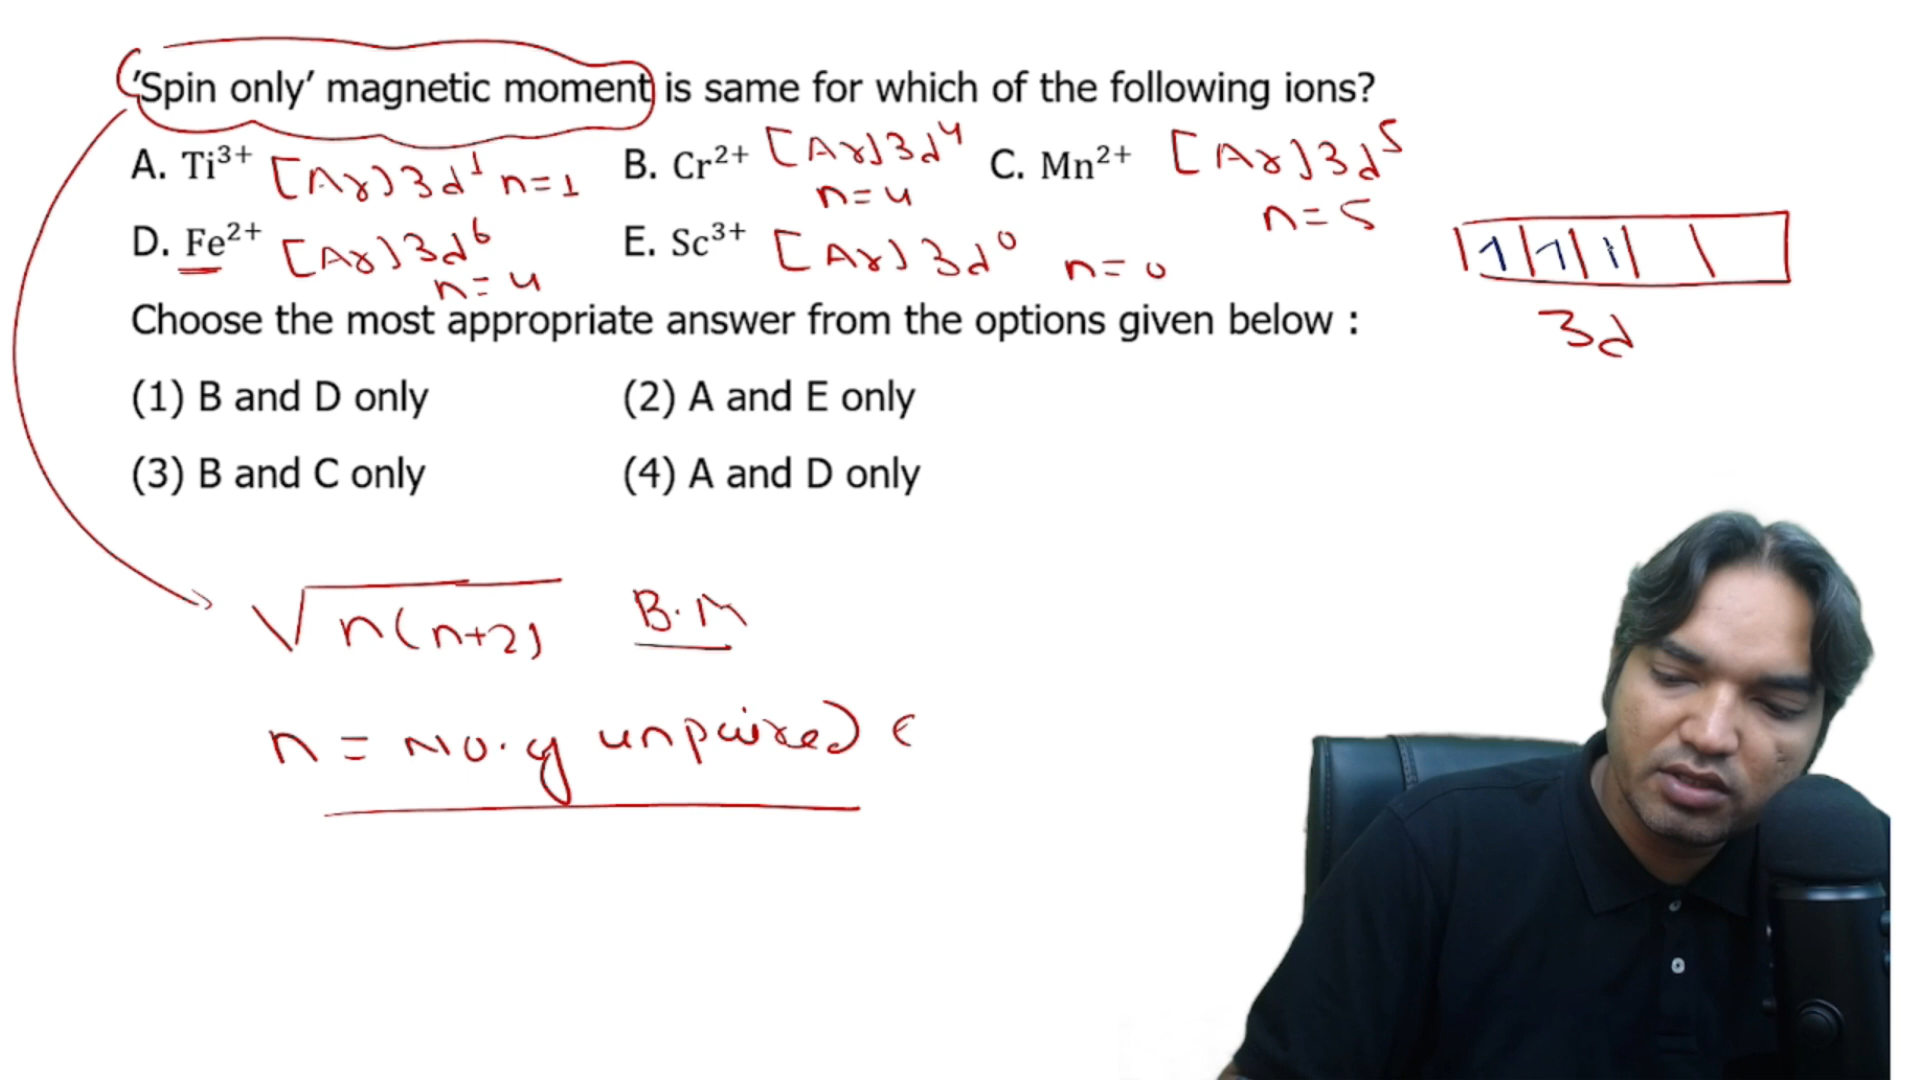 'Spin only' magnetic moment is same for which of the following ions?
A. Ti³⁺ [Ar] 3d¹ n=1 B. Cr²⁺ [Ar] 3d⁴ n=4 C. Mn²⁺ [Ar] 3d⁵ n=5
D. Fe²⁺ [Ar] 3d⁶ n=4 E. Sc³⁺ [Ar] 3d⁰ n=0
3d
Choose the most appropriate answer from the options given below :
(1) B and D only (2) A and E only
(3) B and C only (4) A and D only
√n(n+2) B.M
n = No. of unpaired e